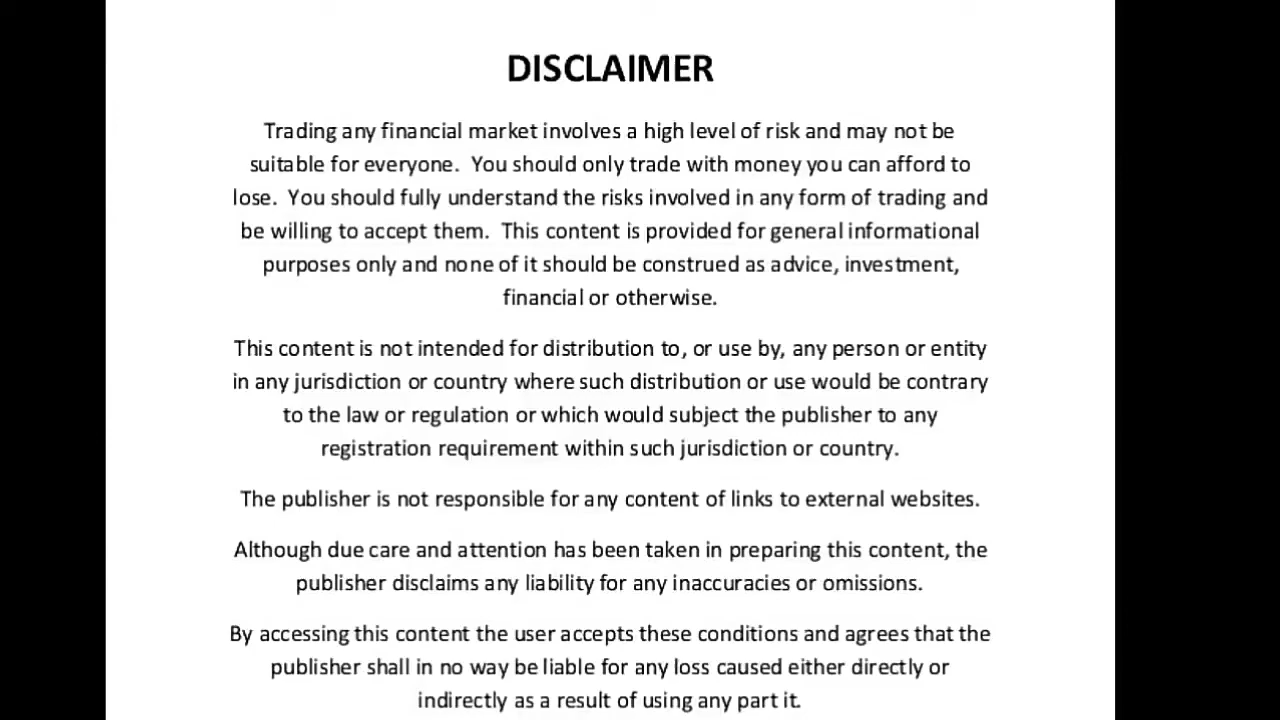 DISCLAIMER
Trading any financial market involves a high level of risk and may not be
suitable for everyone. You should only trade with money you can afford to
lose. You should fully understand the risks involved in any form of trading and
be willing to accept them. This content is provided for general informational
purposes only and none of it should be construed as advice, investment,
financial or otherwise.
This content is not intended for distribution to, or use by, any person or entity
in any jurisdiction or country where such distribution or use would be contrary
to the law or regulation or which would subject the publisher to any
registration requirement within such jurisdiction or country.
The publisher is not responsible for any content of links to external websites.
Although due care and attention has been taken in preparing this content, the
publisher disclaims any liability for any inaccuracies or omissions.
By accessing this content the user accepts these conditions and agrees that the
publisher shall in no way be liable for any loss caused either directly or
indirectly as a result of using any part it.